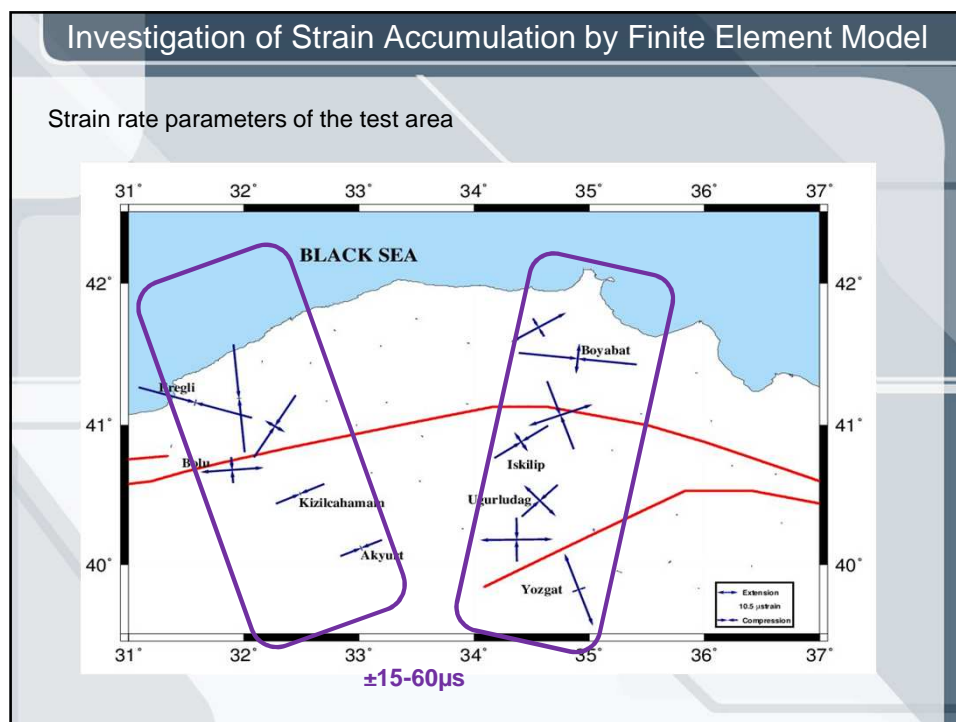 Investigation of Strain Accumulation by Finite Element Model
Strain rate parameters of the test area
31° 32° 33° 34° 35° 36° 37°
BLACK SEA
42° 42°
Boyabat
Eregli
41° 41°
Bolu
Iskilip
Kizilcahamam
Ugurludag
Akyurt
40° 40°
Yozgat
Extension
10.5 µstrain
Compression
31° 32° 33° 34° 35° 36° 37°
±15-60µs